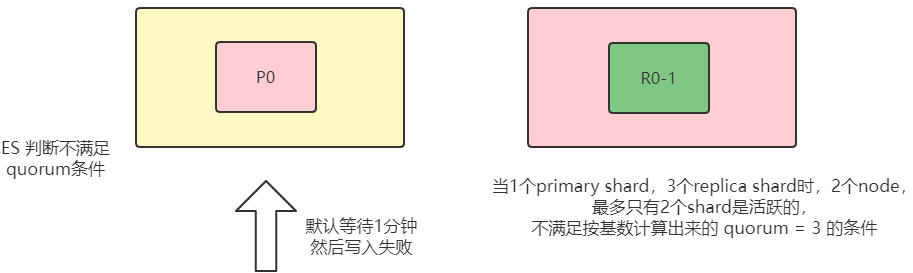 P0
R0-1
ES 判断不满足
quorum条件
默认等待1分钟
然后写入失败
当1个primary shard，3个replica shard时，2个node，
最多只有2个shard是活跃的，
不满足按基数计算出来的 quorum = 3 的条件